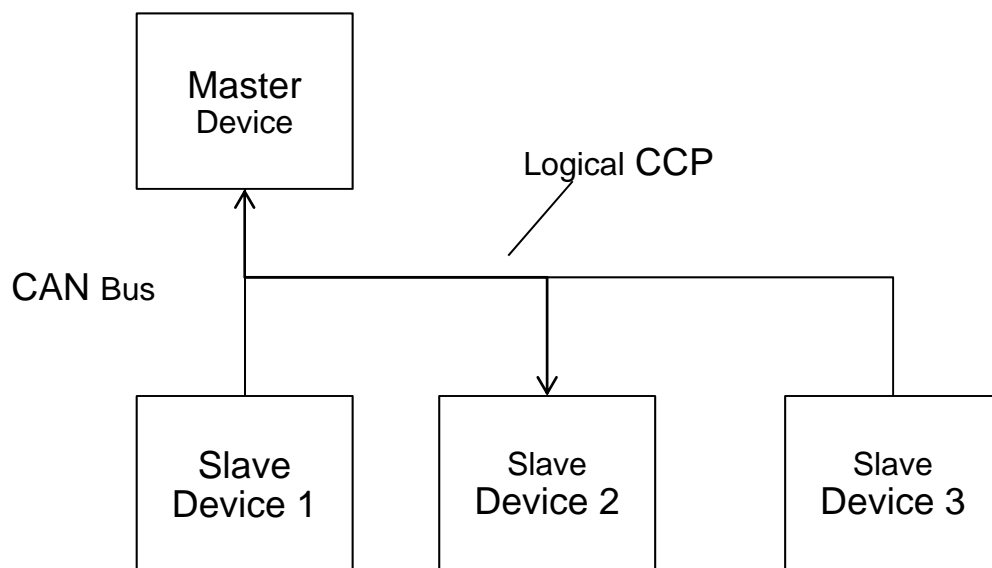 Master
Device
Logical CCP
CAN Bus
Slave
Device 1
Slave
Device 2
Slave
Device 3